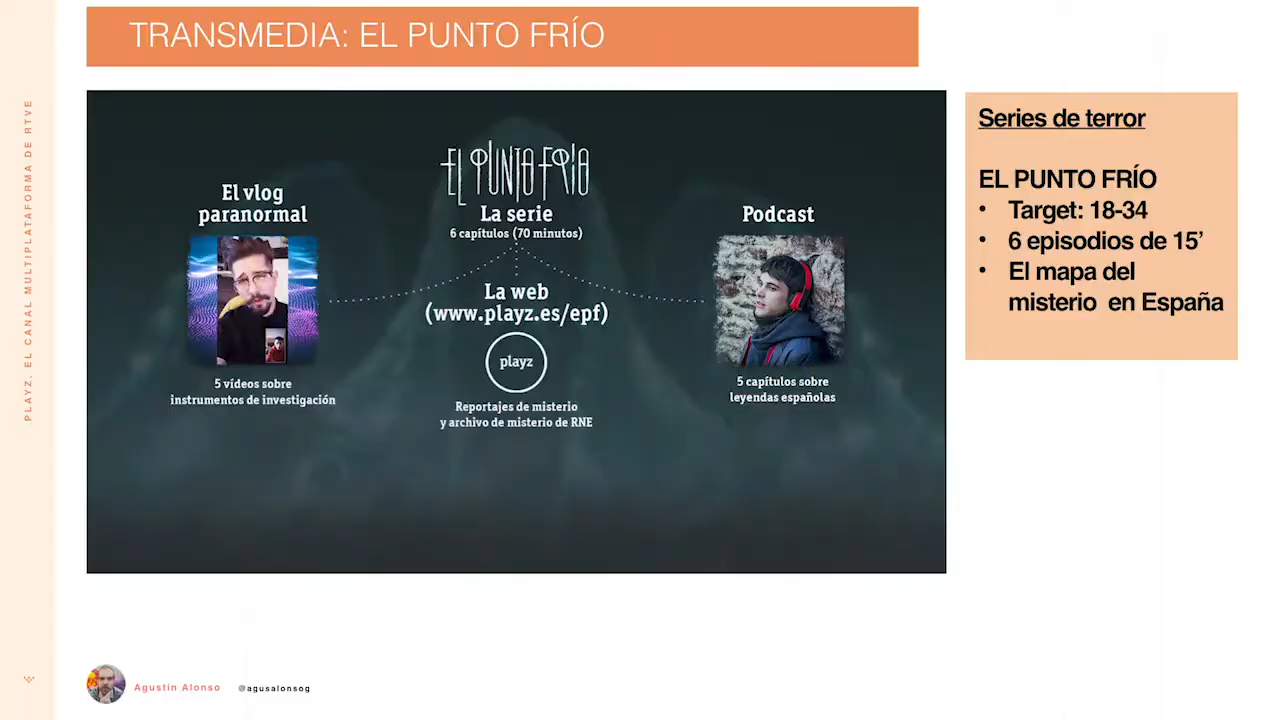 TRANSMEDIA: EL PUNTO FRÍO
PLAYZ. EL CANAL MULTIPLATAFORMA DE RTVE
El vlog
paranormal
5 vídeos sobre
instrumentos de investigación
EL PUNTO FRÍO
La serie
6 capítulos (70 minutos)
La web
(www.playz.es/epf)
playz
Reportajes de misterio
y archivo de misterio de RNE
Podcast
5 capítulos sobre
leyendas españolas
Series de terror
EL PUNTO FRÍO
• Target: 18-34
• 6 episodios de 15’
• El mapa del
misterio en España
Agustín Alonso @agusalonsog